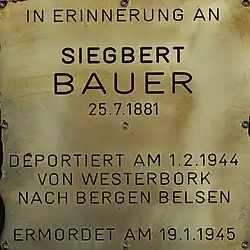 IN ERINNERUNG AN
SIEGBERT
BAUER
25.7.1881
DEPORTIERT AM 1.2.1944
VON WESTERBORK
NACH BERGEN BELSEN
ERMORDET AM 19.1.1945